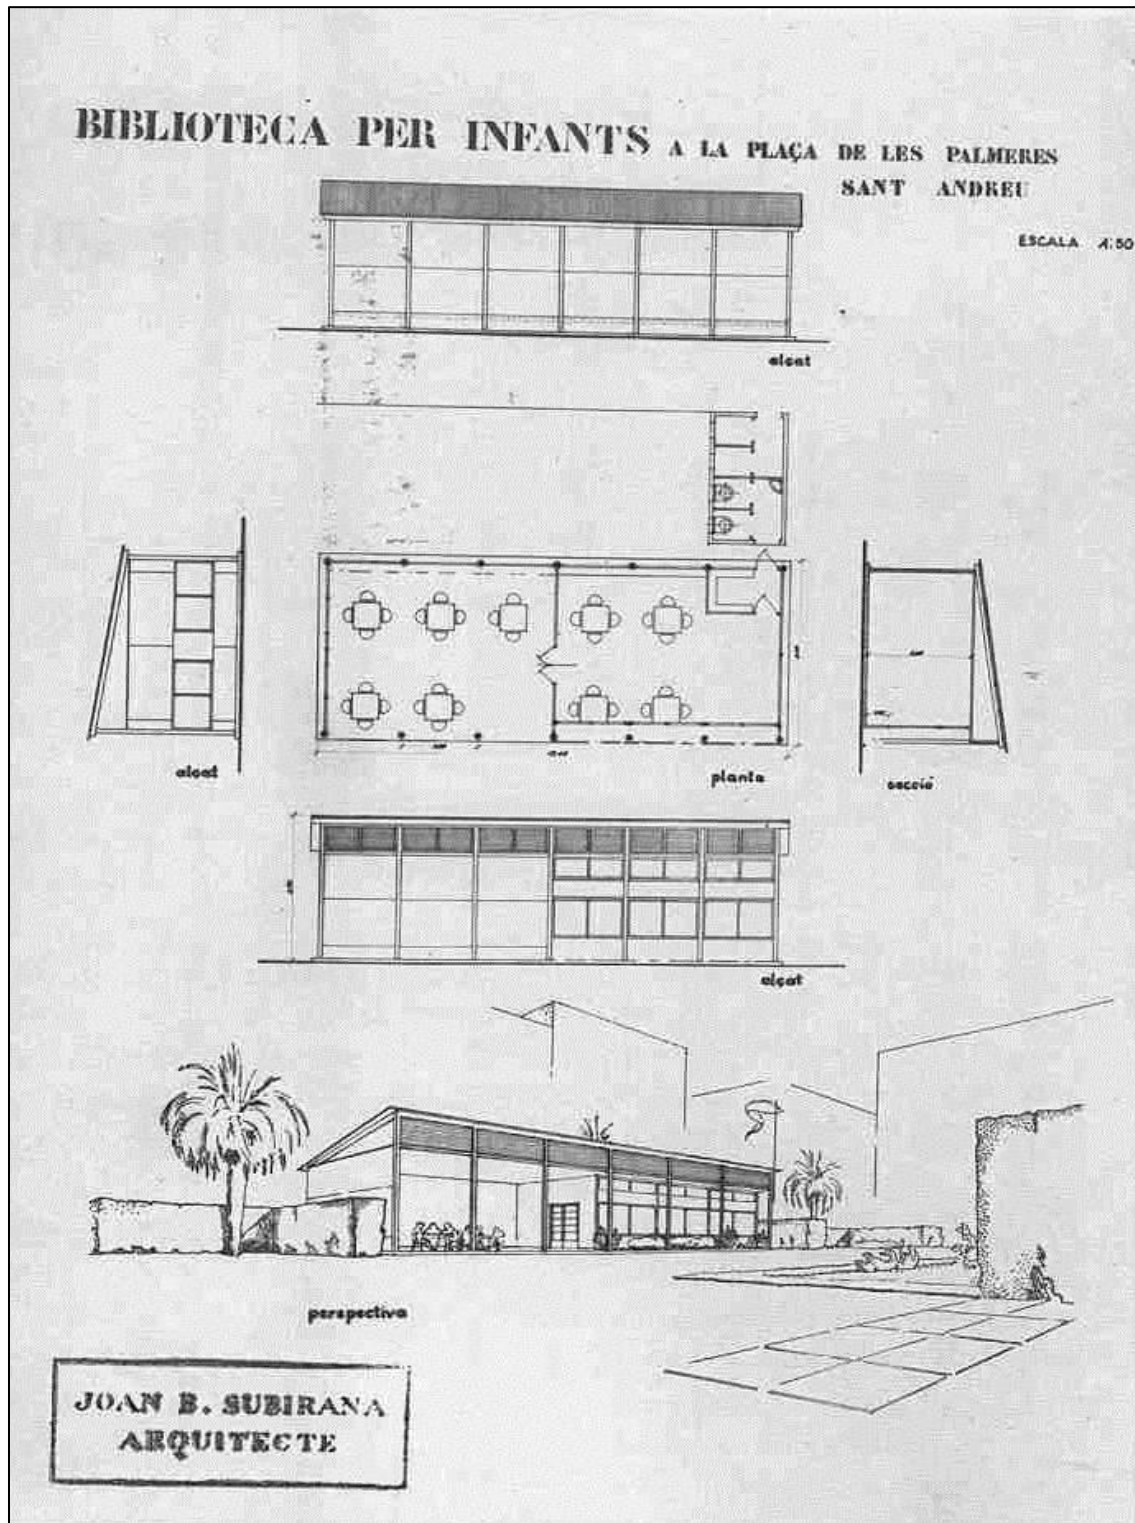 BIBLIOTECA PER INFANTS A LA PLAÇA DE LES PALMERES
SANT ANDREU
ESCALA 1:50
alçat
alçat
planta
secció
alçat
perspectiva
JOAN B. SUBIRANA
ARQUITECTE